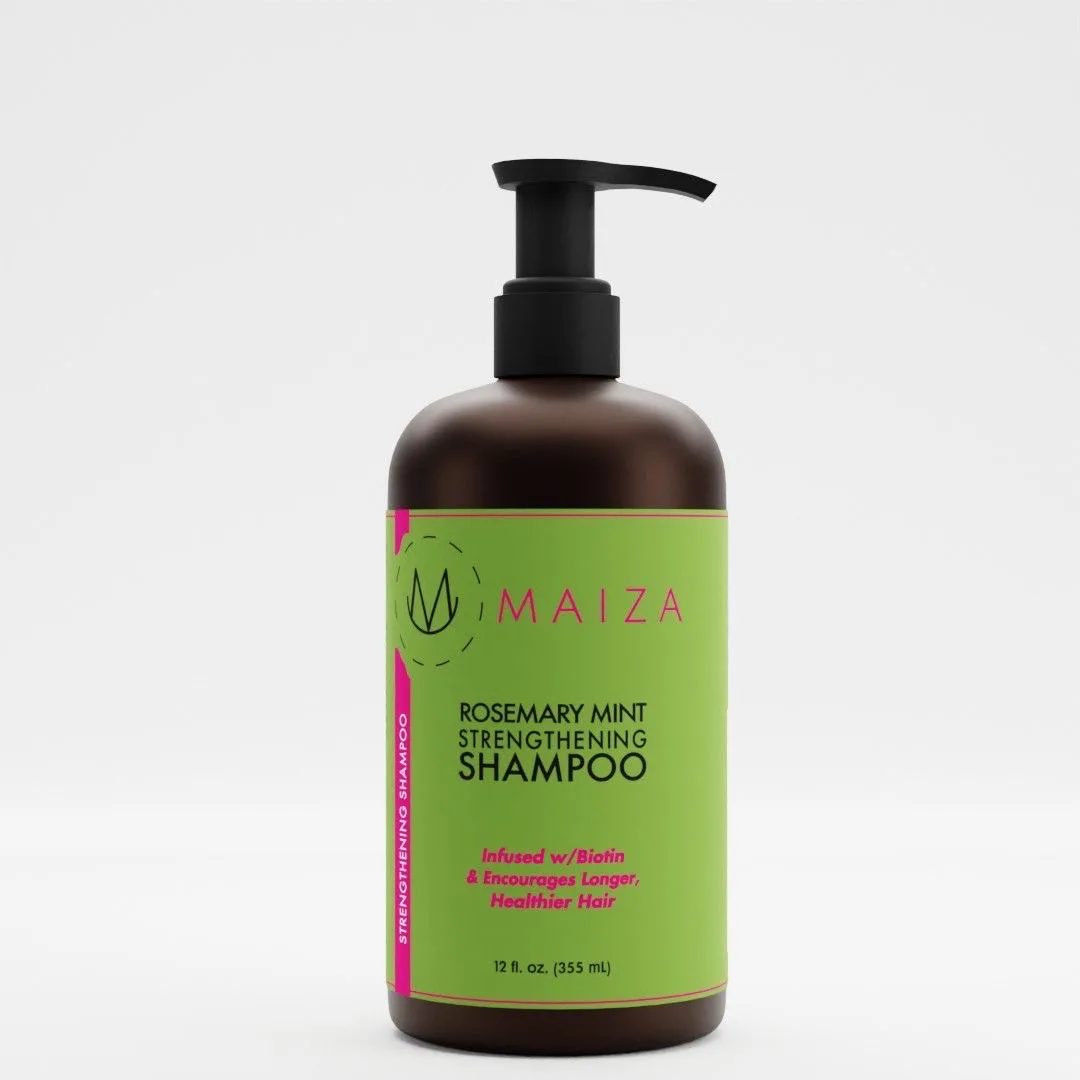 M
MAIZA
ROSEMARY MINT
STRENGTHENING
SHAMPOO
Infused w/Biotin
& Encourages Longer,
Healthier Hair
12 fl. oz. (355 mL)
STRENGTHENING SHAMPOO